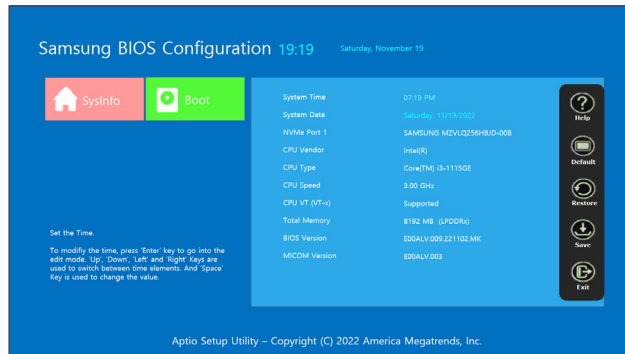 Samsung BIOS Configuration 19:19 Saturday, November 19
SysInfo
Boot
System Time 07:19 PM
System Date Saturday, 11/19/2022
NVMe Port 1 SAMSUNG MZVLQ256HBJD-00B
CPU Vendor Intel(R)
CPU Type Core(TM) i3-1115GE
CPU Speed 3.00 GHz
CPU VT (VT-x) Supported
Total Memory 8192 MB (LPDDRx)
BIOS Version E00ALV.009.221102.MK
MICOM Version E00ALV.003
Help
Default
Restore
Save
Exit
Set the Time.
To modifiy the time, press 'Enter' key to go into the
edit mode. 'Up', 'Down', 'Left' and 'Right' Keys are
used to switch between time elements. And 'Space'
Key is used to change the value.
Aptio Setup Utility – Copyright (C) 2022 America Megatrends, Inc.